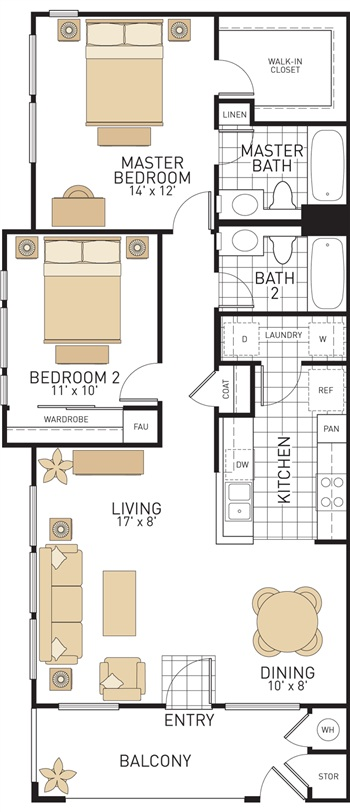 WALK-IN
CLOSET
LINEN
MASTER
BEDROOM
14' x 12'
MASTER
BATH
BATH
2
D
LAUNDRY
W
BEDROOM 2
11' x 10'
COAT
REF
WARDROBE
FAU
PAN
DW
KITCHEN
LIVING
17' x 8'
DINING
10' x 8'
ENTRY
WH
BALCONY
STOR